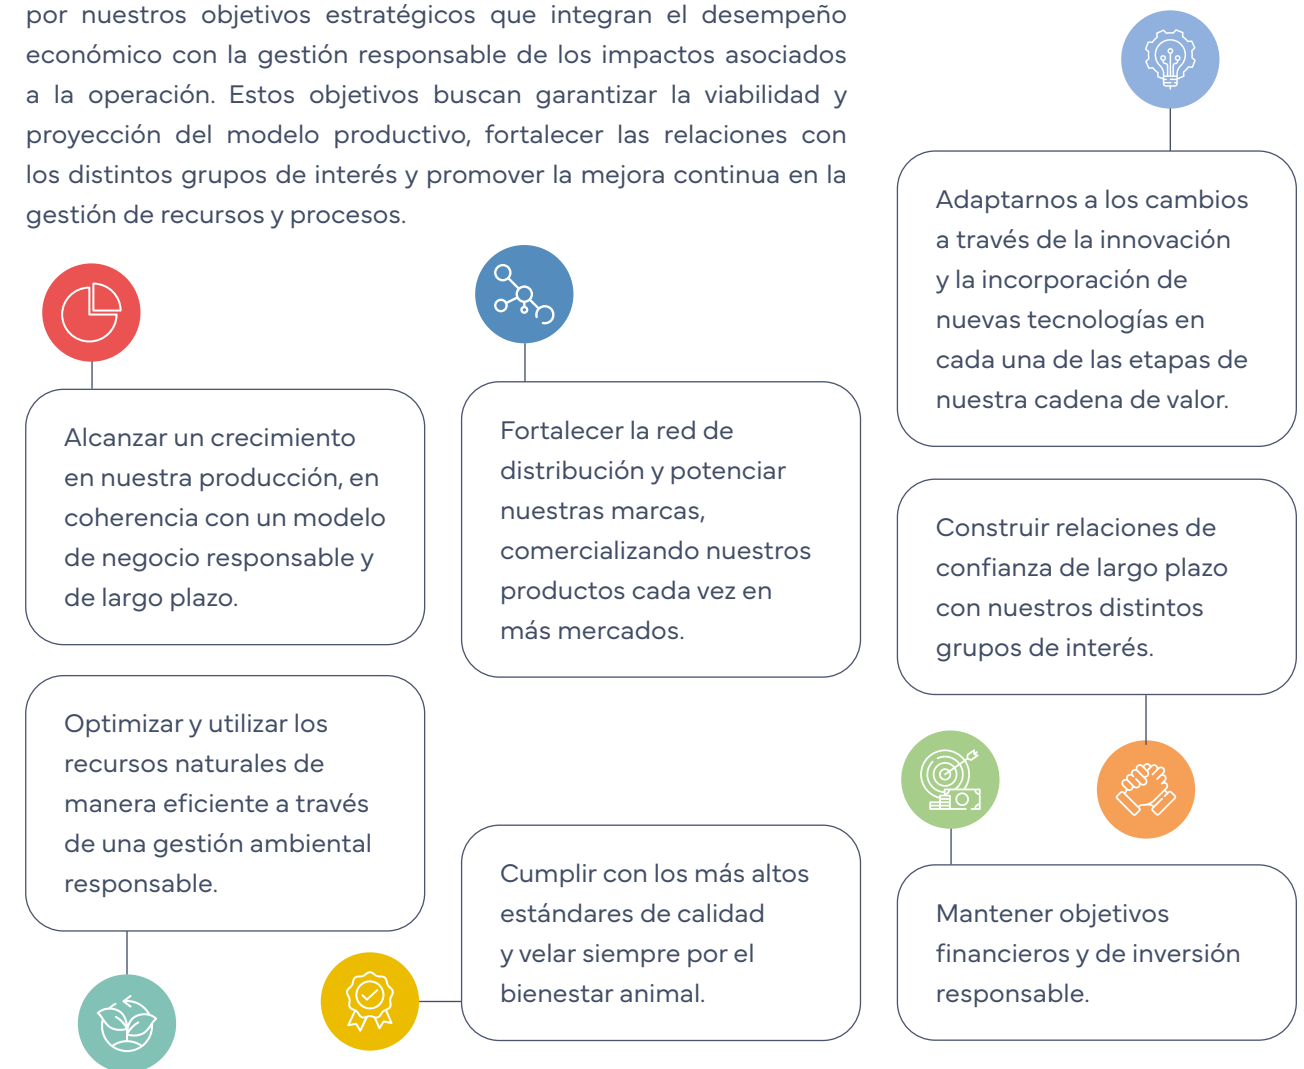 por nuestros objetivos estratégicos que integran el desempeño
económico con la gestión responsable de los impactos asociados
a la operación. Estos objetivos buscan garantizar la viabilidad y
proyección del modelo productivo, fortalecer las relaciones con
los distintos grupos de interés y promover la mejora continua en la
gestión de recursos y procesos.
Alcanzar un crecimiento
en nuestra producción, en
coherencia con un modelo
de negocio responsable y
de largo plazo.
Fortalecer la red de
distribución y potenciar
nuestras marcas,
comercializando nuestros
productos cada vez en
más mercados.
Adaptarnos a los cambios
a través de la innovación
y la incorporación de
nuevas tecnologías en
cada una de las etapas de
nuestra cadena de valor.
Construir relaciones de
confianza de largo plazo
con nuestros distintos
grupos de interés.
Optimizar y utilizar los
recursos naturales de
manera eficiente a través
de una gestión ambiental
responsable.
Cumplir con los más altos
estándares de calidad
y velar siempre por el
bienestar animal.
Mantener objetivos
financieros y de inversión
responsable.